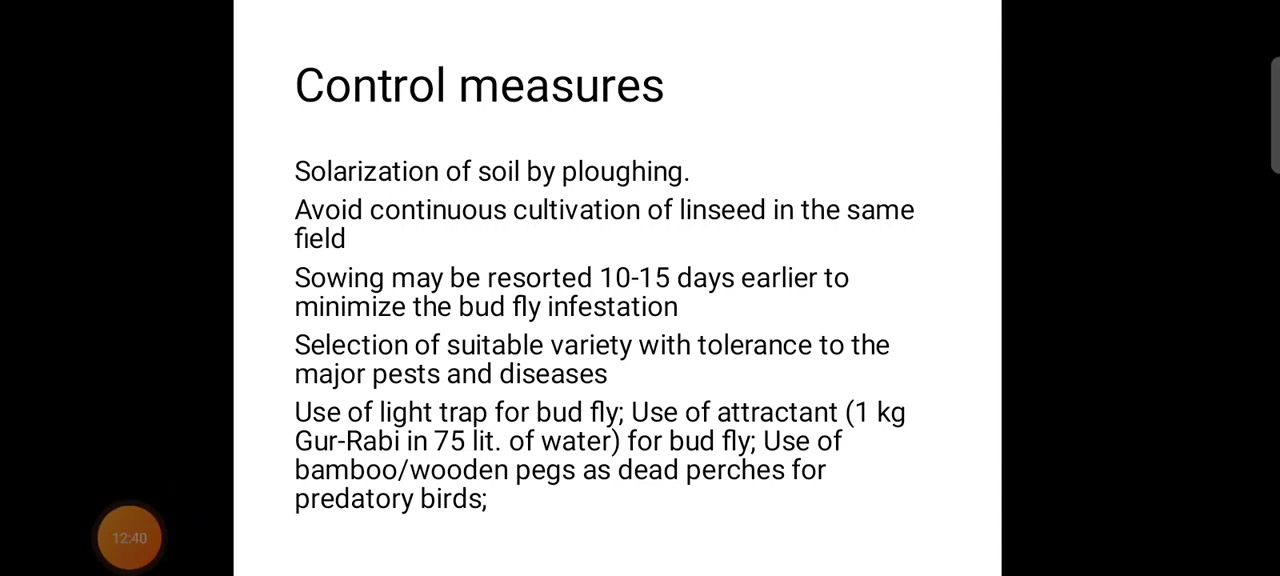 Control measures
Solarization of soil by ploughing.
Avoid continuous cultivation of linseed in the same
field
Sowing may be resorted 10-15 days earlier to
minimize the bud fly infestation
Selection of suitable variety with tolerance to the
major pests and diseases
Use of light trap for bud fly; Use of attractant (1 kg
Gur-Rabi in 75 lit. of water) for bud fly; Use of
bamboo/wooden pegs as dead perches for
predatory birds;
12:40